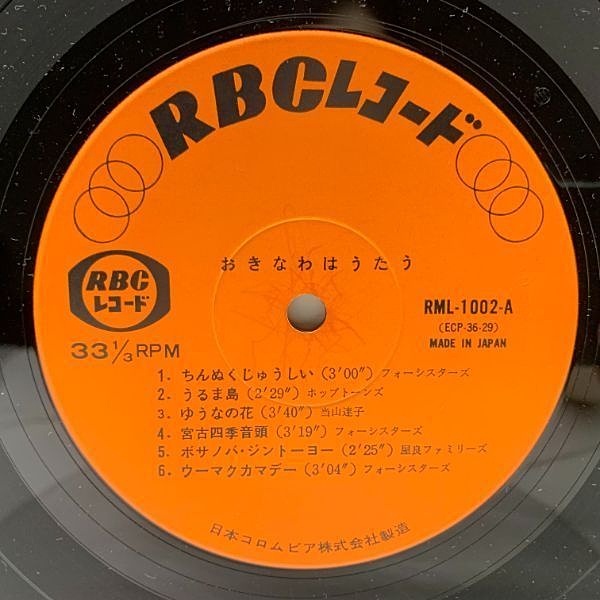 RBCレコード
おきなわはうたう
RBC
レコード
33 1/3 RPM
RML-1002-A
(ECP-36-29)
MADE IN JAPAN
1. ちんぬくじゅうしい (3′00″) フォーシスターズ
2. うるま島 (2′29″) ホップトーンズ
3. ゆうなの花 (3′40″) 当山逹子
4. 宮古四季音頭 (3′19″) フォーシスターズ
5. ボサノバ・ジントーヨー (2′25″) 屋良ファミリーズ
6. ウーマクカマデー (3′04″) フォーシスターズ
日本コロムビア株式会社製造